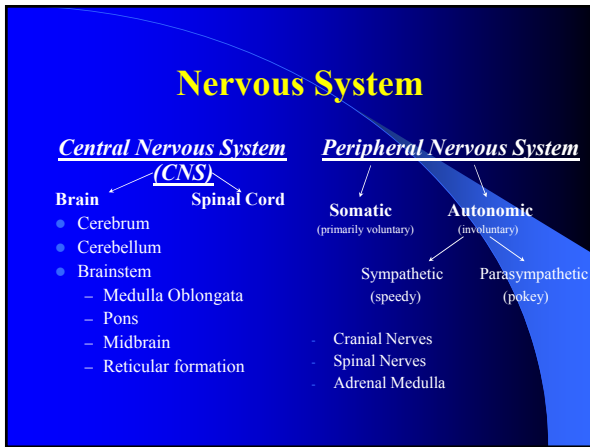 Nervous System
Central Nervous System
(CNS)
Brain
Spinal Cord
Cerebrum
Cerebellum
Brainstem
– Medulla Oblongata
– Pons
– Midbrain
– Reticular formation
Peripheral Nervous System
Somatic
(primarily voluntary)
Autonomic
(involuntary)
Sympathetic
(speedy)
Parasympathetic
(pokey)
- Cranial Nerves
- Spinal Nerves
- Adrenal Medulla